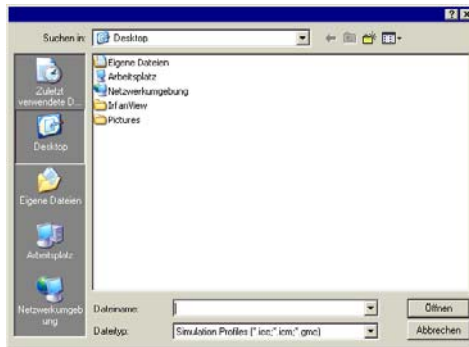 Suchen in: Desktop
Zuletzt
verwendete D...
Desktop
Eigene Dateien
Arbeitsplatz
Netzwerkumgeb
ung
Eigene Dateien
Arbeitsplatz
Netzwerkumgebung
IrfanView
Pictures
Dateiname:
Öffnen
Dateityp: Simulation Profiles (*.icc;*.icm;*.gmc)
Abbrechen